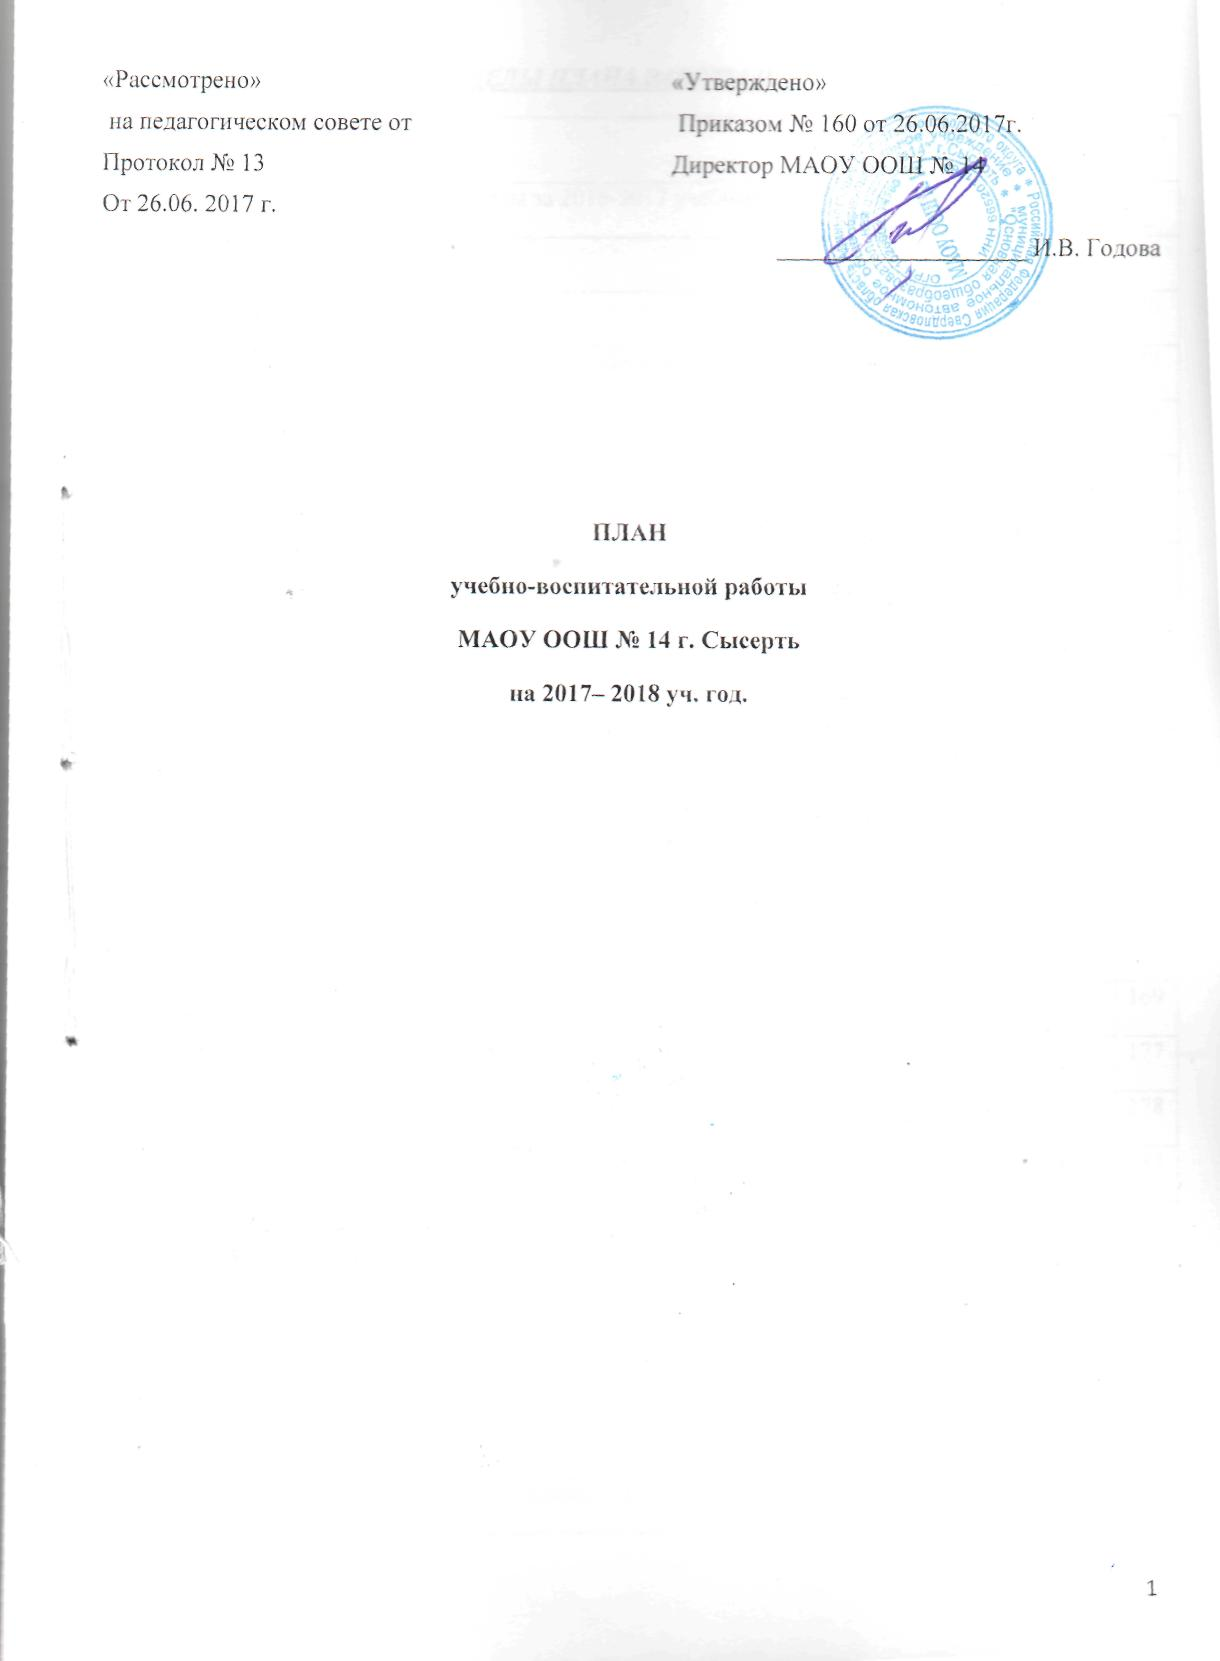 «Рассмотрено»
на педагогическом совете от
Протокол № 13
От 26.06. 2017 г.
«Утверждено»
Приказом № 160 от 26.06.2017г.
Директор МАОУ ООШ № 14
И.В. Годова
МАОУ ООШ
ПЛАН
учебно-воспитательной работы
МАОУ ООШ № 14 г. Сысерть
на 2017– 2018 уч. год.
1